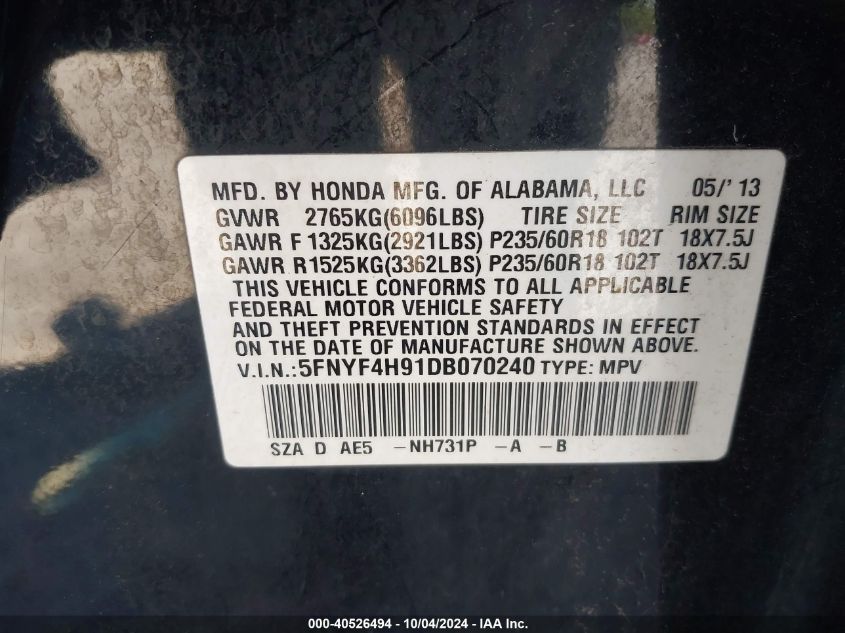 MFD. BY HONDA MFG. OF ALABAMA, LLC 05/' 13
GVWR 2765KG(6096LBS) TIRE SIZE RIM SIZE
GAWR F 1325KG(2921LBS) P235/60R18 102T 18X7.5J
GAWR R1525KG(3362LBS) P235/60R18 102T 18X7.5J
THIS VEHICLE CONFORMS TO ALL APPLICABLE
FEDERAL MOTOR VEHICLE SAFETY
AND THEFT PREVENTION STANDARDS IN EFFECT
ON THE DATE OF MANUFACTURE SHOWN ABOVE.
V.I.N.:5FNYF4H91DB070240 TYPE: MPV
SZA D AE5 -NH731P -A -B
000-40526494 - 10/04/2024 - IAA Inc.